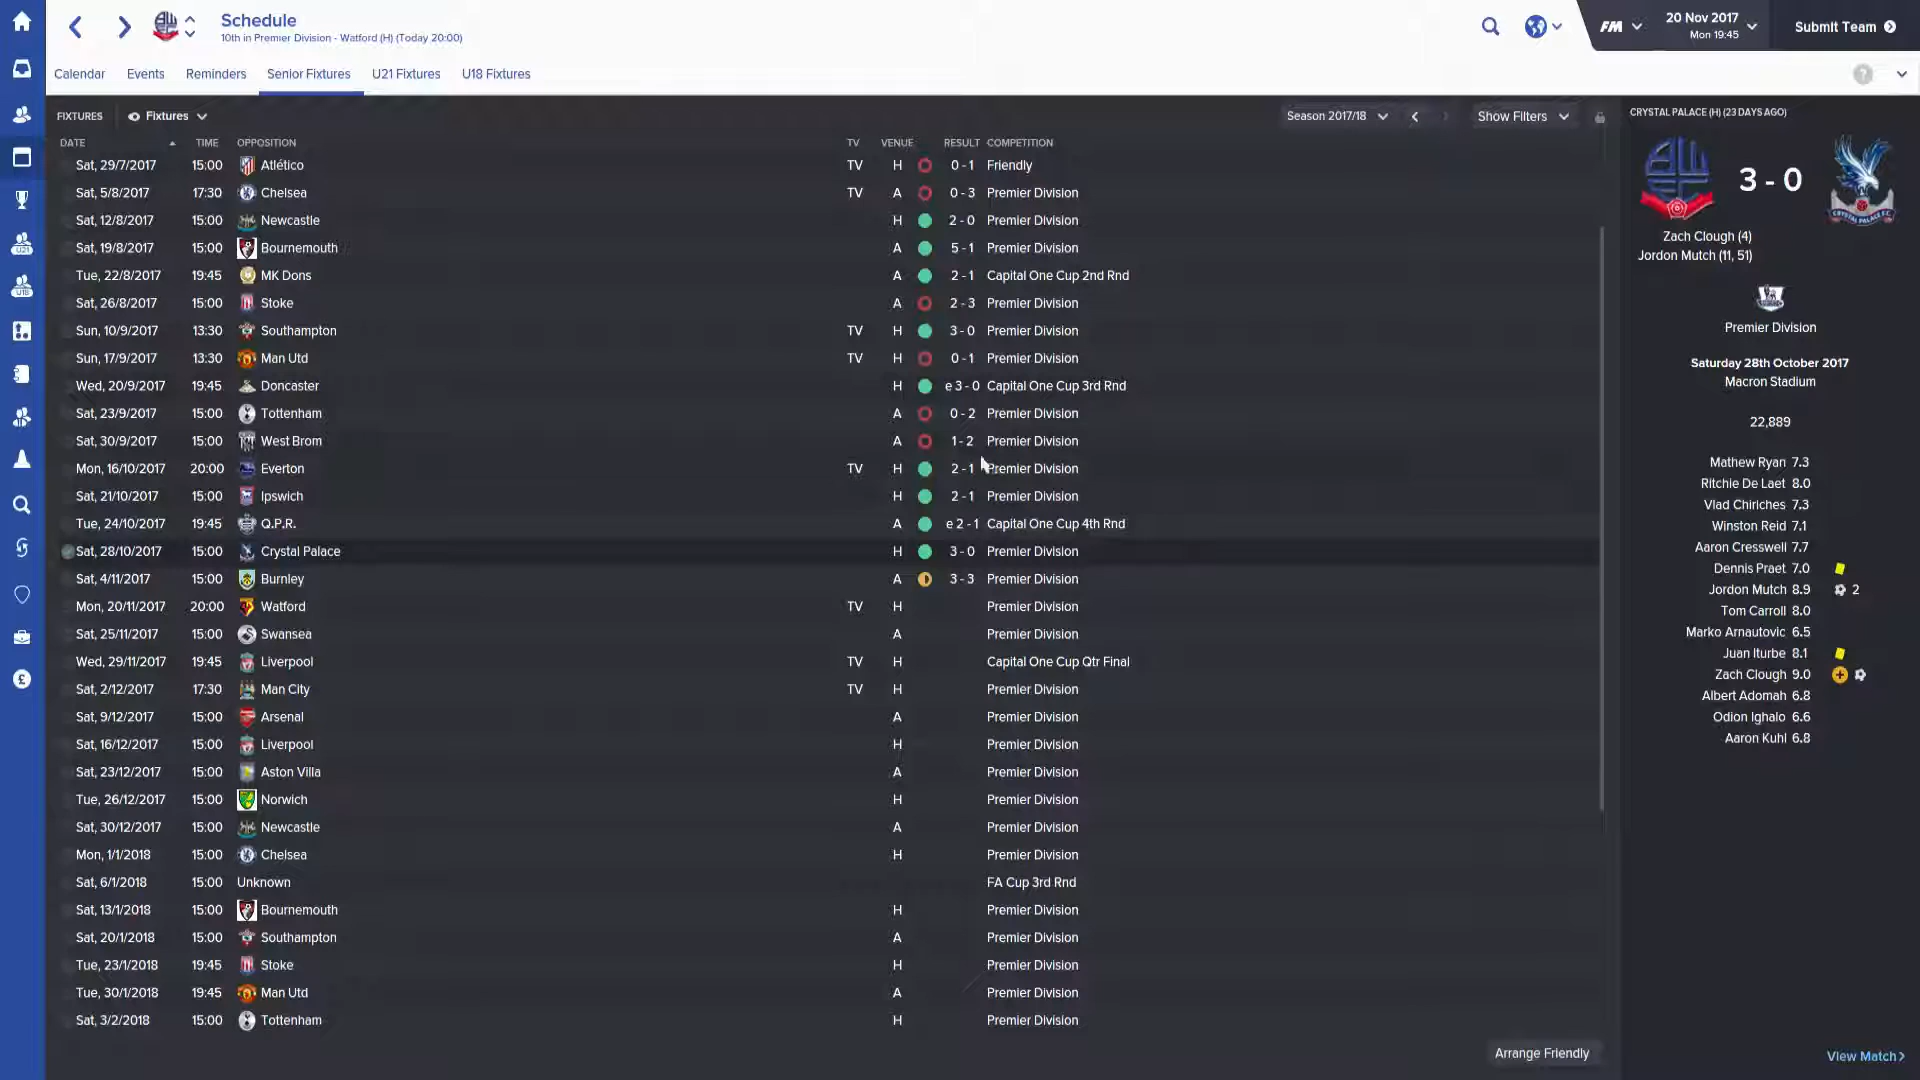 Schedule
10th in Premier Division - Watford (H) (Today 20:00)
FM
20 Nov 2017
Mon 19:45
Submit Team
Calendar Events Reminders Senior Fixtures U21 Fixtures U18 Fixtures
?
FIXTURES Fixtures Season 2017/18 Show Filters
DATE TIME OPPOSITION TV VENUE RESULT COMPETITION
Sat, 29/7/2017 15:00 Atlético TV H 0 - 1 Friendly
Sat, 5/8/2017 17:30 Chelsea TV A 0 - 3 Premier Division
Sat, 12/8/2017 15:00 Newcastle H 2 - 0 Premier Division
Sat, 19/8/2017 15:00 Bournemouth A 5 - 1 Premier Division
Tue, 22/8/2017 19:45 MK Dons A 2 - 1 Capital One Cup 2nd Rnd
Sat, 26/8/2017 15:00 Stoke A 2 - 3 Premier Division
Sun, 10/9/2017 13:30 Southampton TV H 3 - 0 Premier Division
Sun, 17/9/2017 13:30 Man Utd TV H 0 - 1 Premier Division
Wed, 20/9/2017 19:45 Doncaster H e 3 - 0 Capital One Cup 3rd Rnd
Sat, 23/9/2017 15:00 Tottenham A 0 - 2 Premier Division
Sat, 30/9/2017 15:00 West Brom A 1 - 2 Premier Division
Mon, 16/10/2017 20:00 Everton TV H 2 - 1 Premier Division
Sat, 21/10/2017 15:00 Ipswich H 2 - 1 Premier Division
Tue, 24/10/2017 19:45 Q.P.R. A e 2 - 1 Capital One Cup 4th Rnd
Sat, 28/10/2017 15:00 Crystal Palace H 3 - 0 Premier Division
Sat, 4/11/2017 15:00 Burnley A 3 - 3 Premier Division
Mon, 20/11/2017 20:00 Watford TV H Premier Division
Sat, 25/11/2017 15:00 Swansea A Premier Division
Wed, 29/11/2017 19:45 Liverpool TV H Capital One Cup Qtr Final
Sat, 2/12/2017 17:30 Man City TV H Premier Division
Sat, 9/12/2017 15:00 Arsenal A Premier Division
Sat, 16/12/2017 15:00 Liverpool H Premier Division
Sat, 23/12/2017 15:00 Aston Villa A Premier Division
Tue, 26/12/2017 15:00 Norwich H Premier Division
Sat, 30/12/2017 15:00 Newcastle A Premier Division
Mon, 1/1/2018 15:00 Chelsea H Premier Division
Sat, 6/1/2018 15:00 Unknown FA Cup 3rd Rnd
Sat, 13/1/2018 15:00 Bournemouth H Premier Division
Sat, 20/1/2018 15:00 Southampton A Premier Division
Tue, 23/1/2018 19:45 Stoke H Premier Division
Tue, 30/1/2018 19:45 Man Utd A Premier Division
Sat, 3/2/2018 15:00 Tottenham H Premier Division
Arrange Friendly
CRYSTAL PALACE (H) (23 DAYS AGO)
3 - 0
CRYSTAL PALACE F.C.
Zach Clough (4)
Jordon Mutch (11, 51)
Premier Division
Saturday 28th October 2017
Macron Stadium
22,889
Mathew Ryan 7.3
Ritchie De Laet 8.0
Vlad Chiriches 7.3
Winston Reid 7.1
Aaron Cresswell 7.7
Dennis Praet 7.0
Jordon Mutch 8.9 2
Tom Carroll 8.0
Marko Arnautovic 6.5
Juan Iturbe 8.1
Zach Clough 9.0
Albert Adomah 6.8
Odion Ighalo 6.6
Aaron Kuhl 6.8
View Match